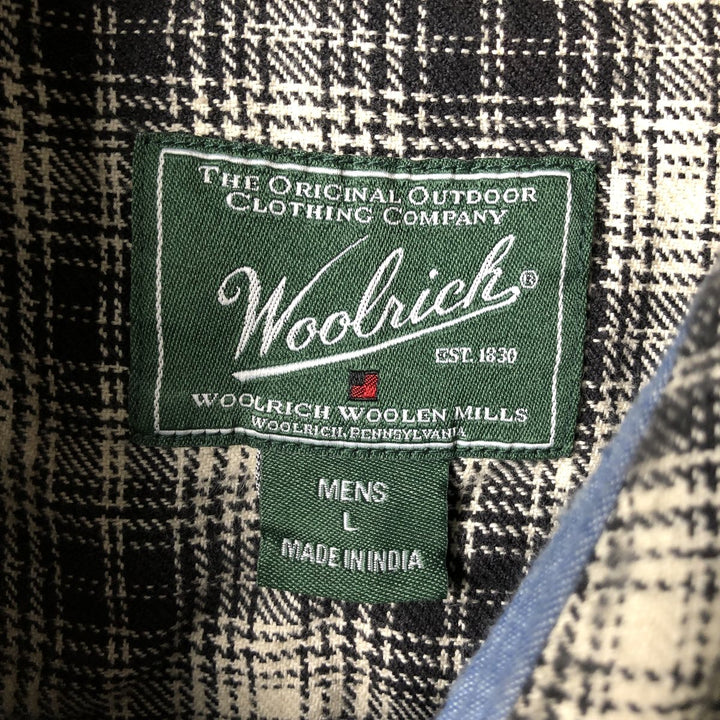 THE ORIGINAL OUTDOOR
CLOTHING COMPANY
Woolrich®
EST. 1830
WOOLRICH WOOLEN MILLS
WOOLRICH, PENNSYLVANIA
MENS
L
MADE IN INDIA